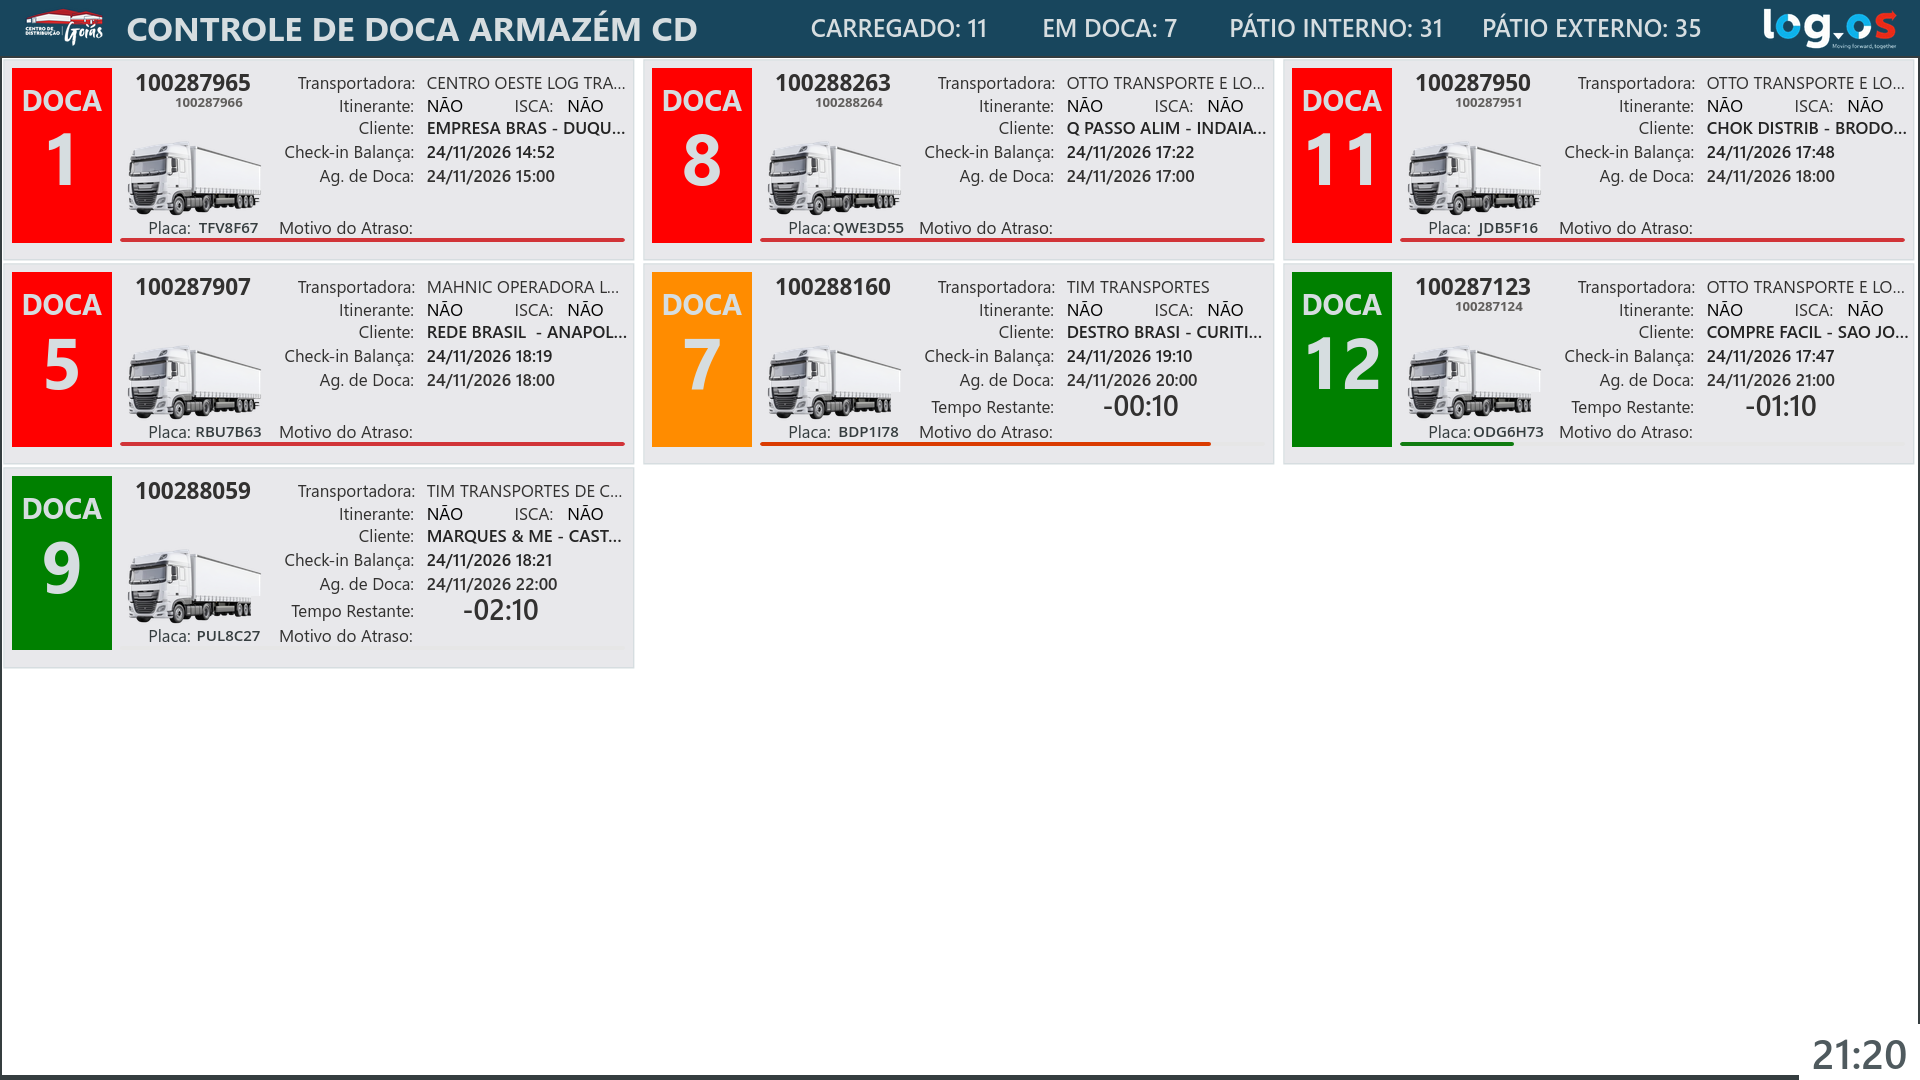 CENTRO DE DISTRIBUIÇÃO Goiás
CONTROLE DE DOCA ARMAZÉM CD
CARREGADO: 11
EM DOCA: 7
PÁTIO INTERNO: 31
PÁTIO EXTERNO: 35
log.os
Moving forward, together
DOCA
1
100287965
100287966
Transportadora: CENTRO OESTE LOG TRA...
Itinerante: NÃO ISCA: NÃO
Cliente: EMPRESA BRAS - DUQU...
Check-in Balança: 24/11/2026 14:52
Ag. de Doca: 24/11/2026 15:00
Placa: TFV8F67 Motivo do Atraso:
DOCA
8
100288263
100288264
Transportadora: OTTO TRANSPORTE E LO...
Itinerante: NÃO ISCA: NÃO
Cliente: Q PASSO ALIM - INDAIA...
Check-in Balança: 24/11/2026 17:22
Ag. de Doca: 24/11/2026 17:00
Placa: QWE3D55 Motivo do Atraso:
DOCA
11
100287950
100287951
Transportadora: OTTO TRANSPORTE E LO...
Itinerante: NÃO ISCA: NÃO
Cliente: CHOK DISTRIB - BRODO...
Check-in Balança: 24/11/2026 17:48
Ag. de Doca: 24/11/2026 18:00
Placa: JDB5F16 Motivo do Atraso:
DOCA
5
100287907
Transportadora: MAHNIC OPERADORA L...
Itinerante: NÃO ISCA: NÃO
Cliente: REDE BRASIL - ANAPOL...
Check-in Balança: 24/11/2026 18:19
Ag. de Doca: 24/11/2026 18:00
Placa: RBU7B63 Motivo do Atraso:
DOCA
7
100288160
Transportadora: TIM TRANSPORTES
Itinerante: NÃO ISCA: NÃO
Cliente: DESTRO BRASI - CURITI...
Check-in Balança: 24/11/2026 19:10
Ag. de Doca: 24/11/2026 20:00
Tempo Restante: -00:10
Placa: BDP1I78 Motivo do Atraso:
DOCA
12
100287123
100287124
Transportadora: OTTO TRANSPORTE E LO...
Itinerante: NÃO ISCA: NÃO
Cliente: COMPRE FACIL - SAO JO...
Check-in Balança: 24/11/2026 17:47
Ag. de Doca: 24/11/2026 21:00
Tempo Restante: -01:10
Placa: ODG6H73 Motivo do Atraso:
DOCA
9
100288059
Transportadora: TIM TRANSPORTES DE C...
Itinerante: NÃO ISCA: NÃO
Cliente: MARQUES & ME - CAST...
Check-in Balança: 24/11/2026 18:21
Ag. de Doca: 24/11/2026 22:00
Tempo Restante: -02:10
Placa: PUL8C27 Motivo do Atraso:
21:20